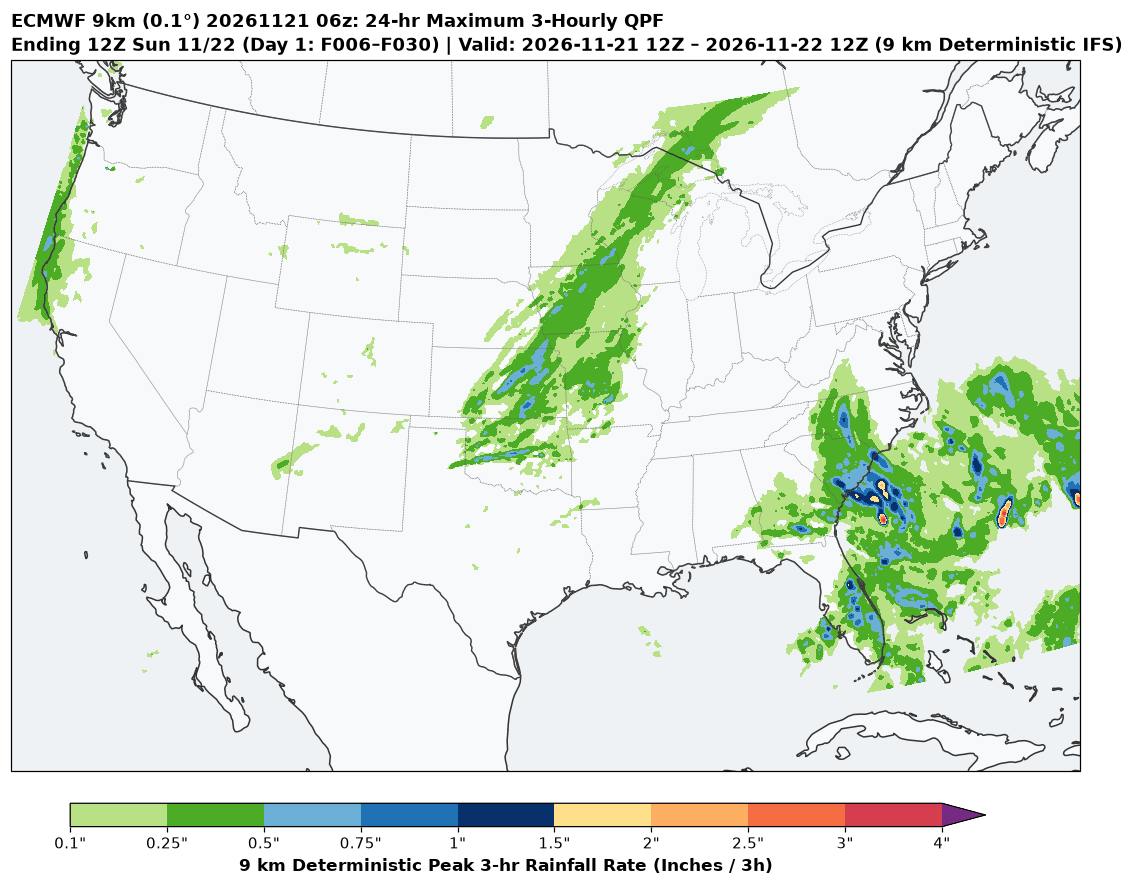 ECMWF 9km (0.1°) 20261121 06z: 24-hr Maximum 3-Hourly QPF
Ending 12Z Sun 11/22 (Day 1: F006–F030) | Valid: 2026-11-21 12Z – 2026-11-22 12Z (9 km Deterministic IFS)
0.1" 0.25" 0.5" 0.75" 1" 1.5" 2" 2.5" 3" 4"
9 km Deterministic Peak 3-hr Rainfall Rate (Inches / 3h)